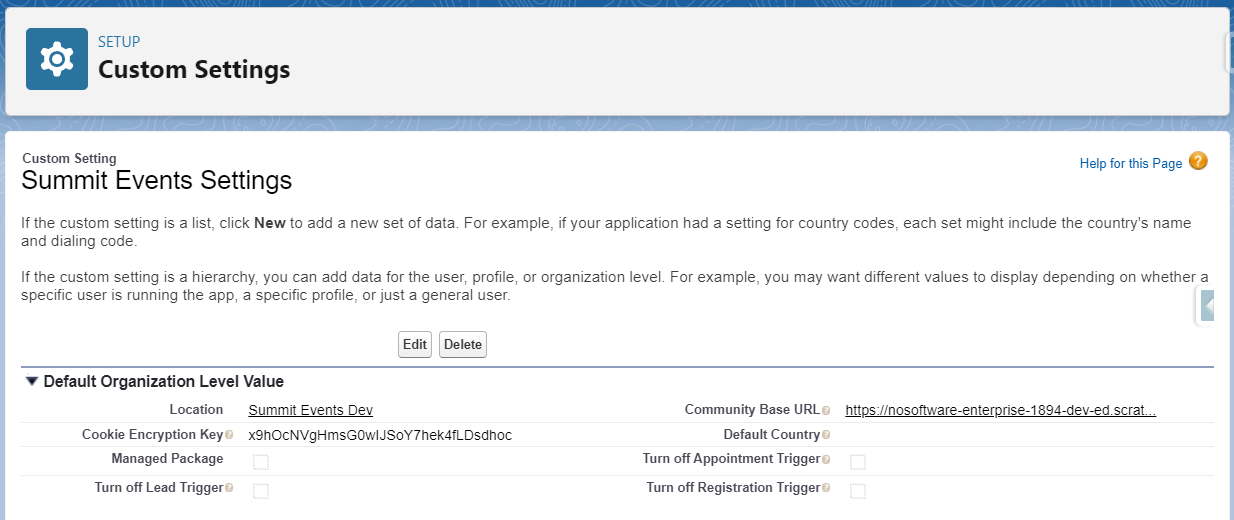 SETUP
Custom Settings
Custom Setting
Summit Events Settings
Help for this Page ?
If the custom setting is a list, click New to add a new set of data. For example, if your application had a setting for country codes, each set might include the country's name
and dialing code.
If the custom setting is a hierarchy, you can add data for the user, profile, or organization level. For example, you may want different values to display depending on whether a
specific user is running the app, a specific profile, or just a general user.
Edit Delete
Default Organization Level Value
Location Summit Events Dev Community Base URL ? https://nosoftware-enterprise-1894-dev-ed.scrat...
Cookie Encryption Key ? x9hOcNVgHmsG0wIJSoY7hek4fLDsdhoc Default Country ?
Managed Package Turn off Appointment Trigger ?
Turn off Lead Trigger ? Turn off Registration Trigger ?